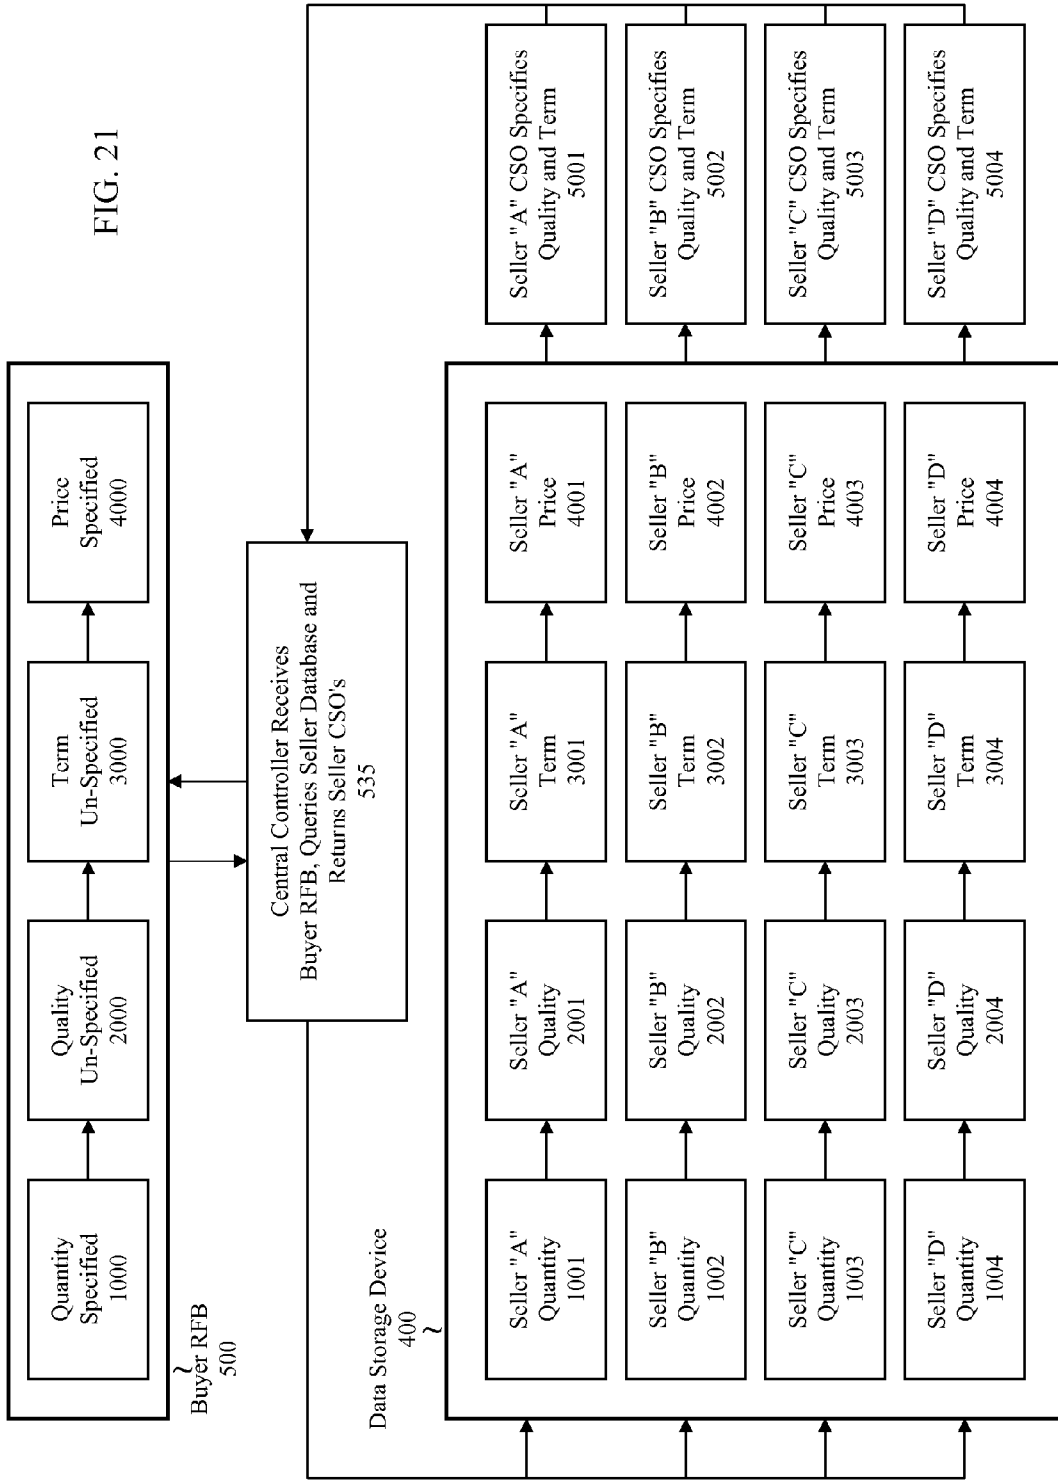 FIG. 21
Quantity
Specified
1000
Quality
Un-Specified
2000
Term
Un-Specified
3000
Price
Specified
4000
Buyer RFB
500
Central Controller Receives
Buyer RFB, Queries Seller Database and
Returns Seller CSO's
535
Data Storage Device
400
Seller "A"
Quantity
1001
Seller "A"
Quality
2001
Seller "A"
Term
3001
Seller "A"
Price
4001
Seller "A" CSO Specifies
Quality and Term
5001
Seller "B"
Quantity
1002
Seller "B"
Quality
2002
Seller "B"
Term
3002
Seller "B"
Price
4002
Seller "B" CSO Specifies
Quality and Term
5002
Seller "C"
Quantity
1003
Seller "C"
Quality
2003
Seller "C"
Term
3003
Seller "C"
Price
4003
Seller "C" CSO Specifies
Quality and Term
5003
Seller "D"
Quantity
1004
Seller "D"
Quality
2004
Seller "D"
Term
3004
Seller "D"
Price
4004
Seller "D" CSO Specifies
Quality and Term
5004